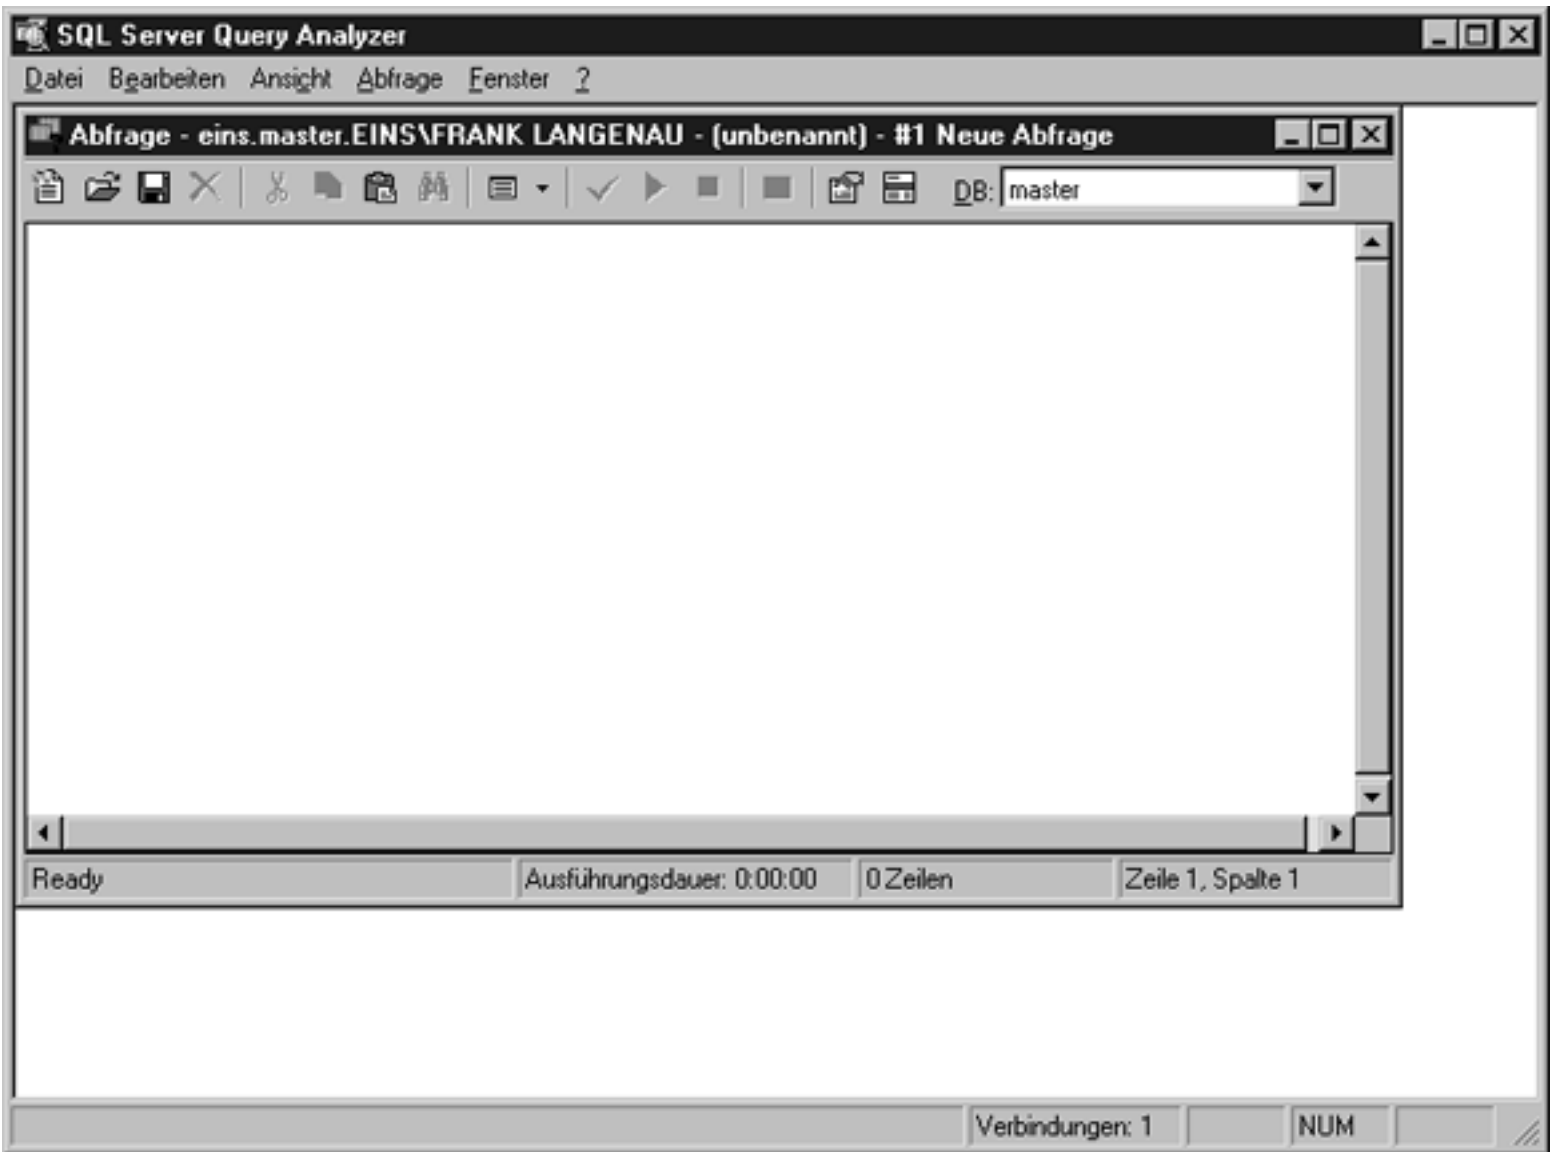 SQL Server Query Analyzer
Datei Bearbeiten Ansicht Abfrage Fenster ?
Abfrage - eins.master.EINS\FRANK LANGENAU - (unbenannt) - #1 Neue Abfrage
DB: master
Ready Ausführungsdauer: 0:00:00 0 Zeilen Zeile 1, Spalte 1
Verbindungen: 1 NUM